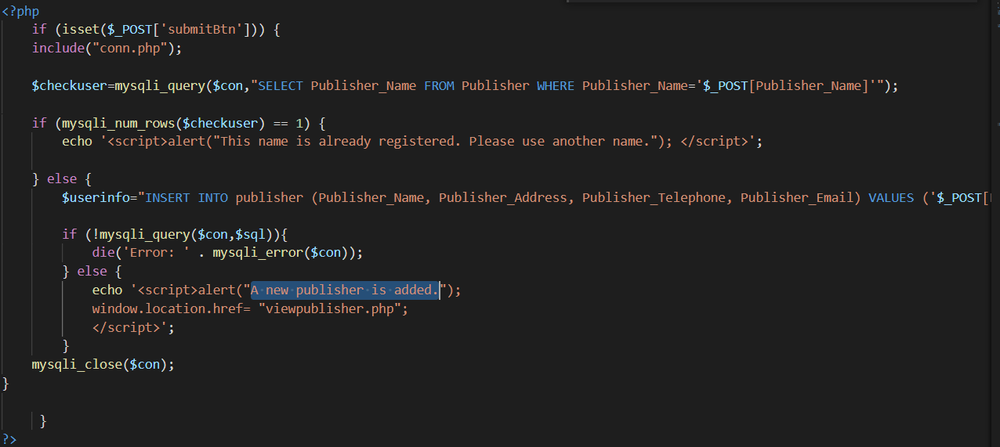 <?php
if (isset($_POST['submitBtn'])) {
include("conn.php");
$checkuser=mysqli_query($con,"SELECT Publisher_Name FROM Publisher WHERE Publisher_Name='$_POST[Publisher_Name]'");
if (mysqli_num_rows($checkuser) == 1) {
echo '<script>alert("This name is already registered. Please use another name."); </script>';
} else {
$userinfo="INSERT INTO publisher (Publisher_Name, Publisher_Address, Publisher_Telephone, Publisher_Email) VALUES ('$_POST[
if (!mysqli_query($con,$sql)){
die('Error: ' . mysqli_error($con));
} else {
echo '<script>alert("A new publisher is added.");
window.location.href= "viewpublisher.php";
</script>';
}
mysqli_close($con);
}
}
?>